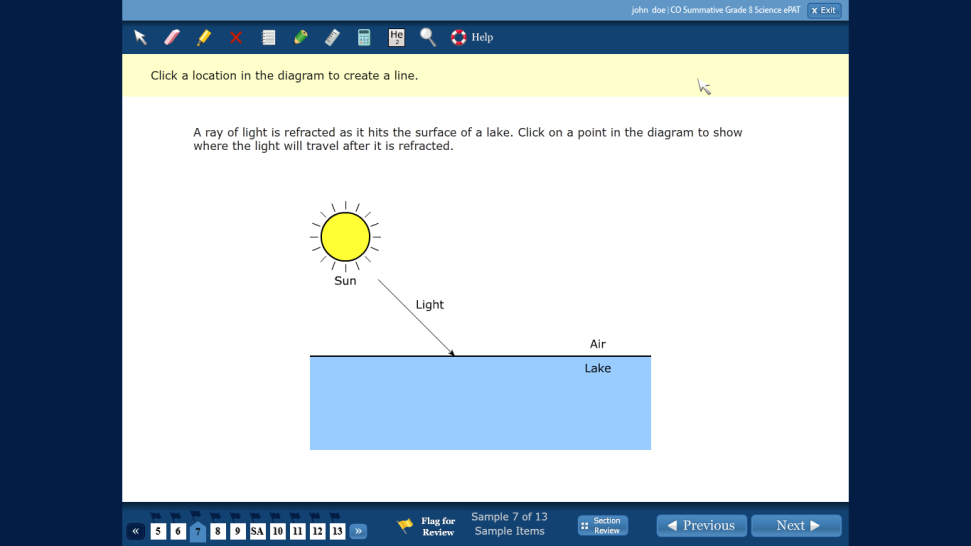 john doe | CO Summative Grade 8 Science ePAT
x Exit
He
2
Help
Click a location in the diagram to create a line.
A ray of light is refracted as it hits the surface of a lake. Click on a point in the diagram to show
where the light will travel after it is refracted.
Sun
Light
Air
Lake
« 5 6 7 8 9 SA 10 11 12 13 »
Flag for
Review
Sample 7 of 13
Sample Items
Section
Review
Previous
Next